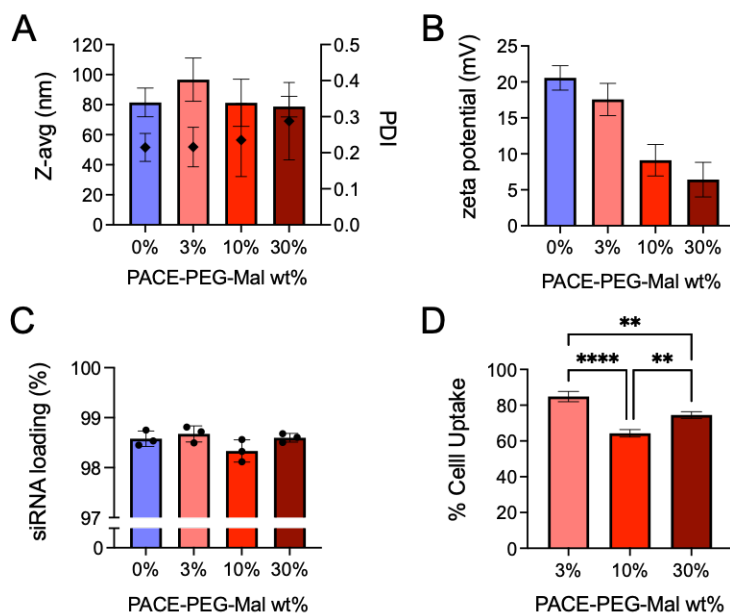 A
Z-avg (nm)
120
100
80
60
40
20
0
0.5
0.4
0.3
0.2
0.1
0.0
PDI
0% 3% 10% 30%
PACE-PEG-Mal wt%
B
zeta potential (mV)
25
20
15
10
5
0
0% 3% 10% 30%
PACE-PEG-Mal wt%
C
siRNA loading (%)
100
99
98
97
0
0% 3% 10% 30%
PACE-PEG-Mal wt%
D
**
**** **
% Celll Uptake
100
80
60
40
20
0
3% 10% 30%
PACE-PEG-Mal wt%